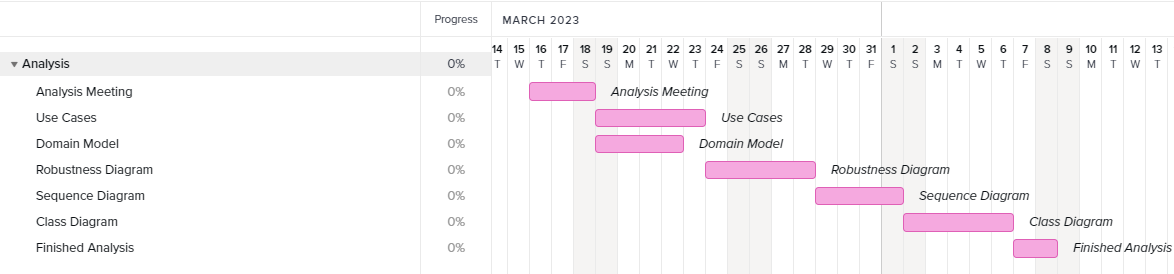 Progress MARCH 2023
14 15 16 17 18 19 20 21 22 23 24 25 26 27 28 29 30 31 1 2 3 4 5 6 7 8 9 10 11 12 13
Analysis 0% T W T F S S M T W T F S S M T W T F S S M T W T F S S M T W T
Analysis Meeting 0% Analysis Meeting
Use Cases 0% Use Cases
Domain Model 0% Domain Model
Robustness Diagram 0% Robustness Diagram
Sequence Diagram 0% Sequence Diagram
Class Diagram 0% Class Diagram
Finished Analysis 0% Finished Analysis